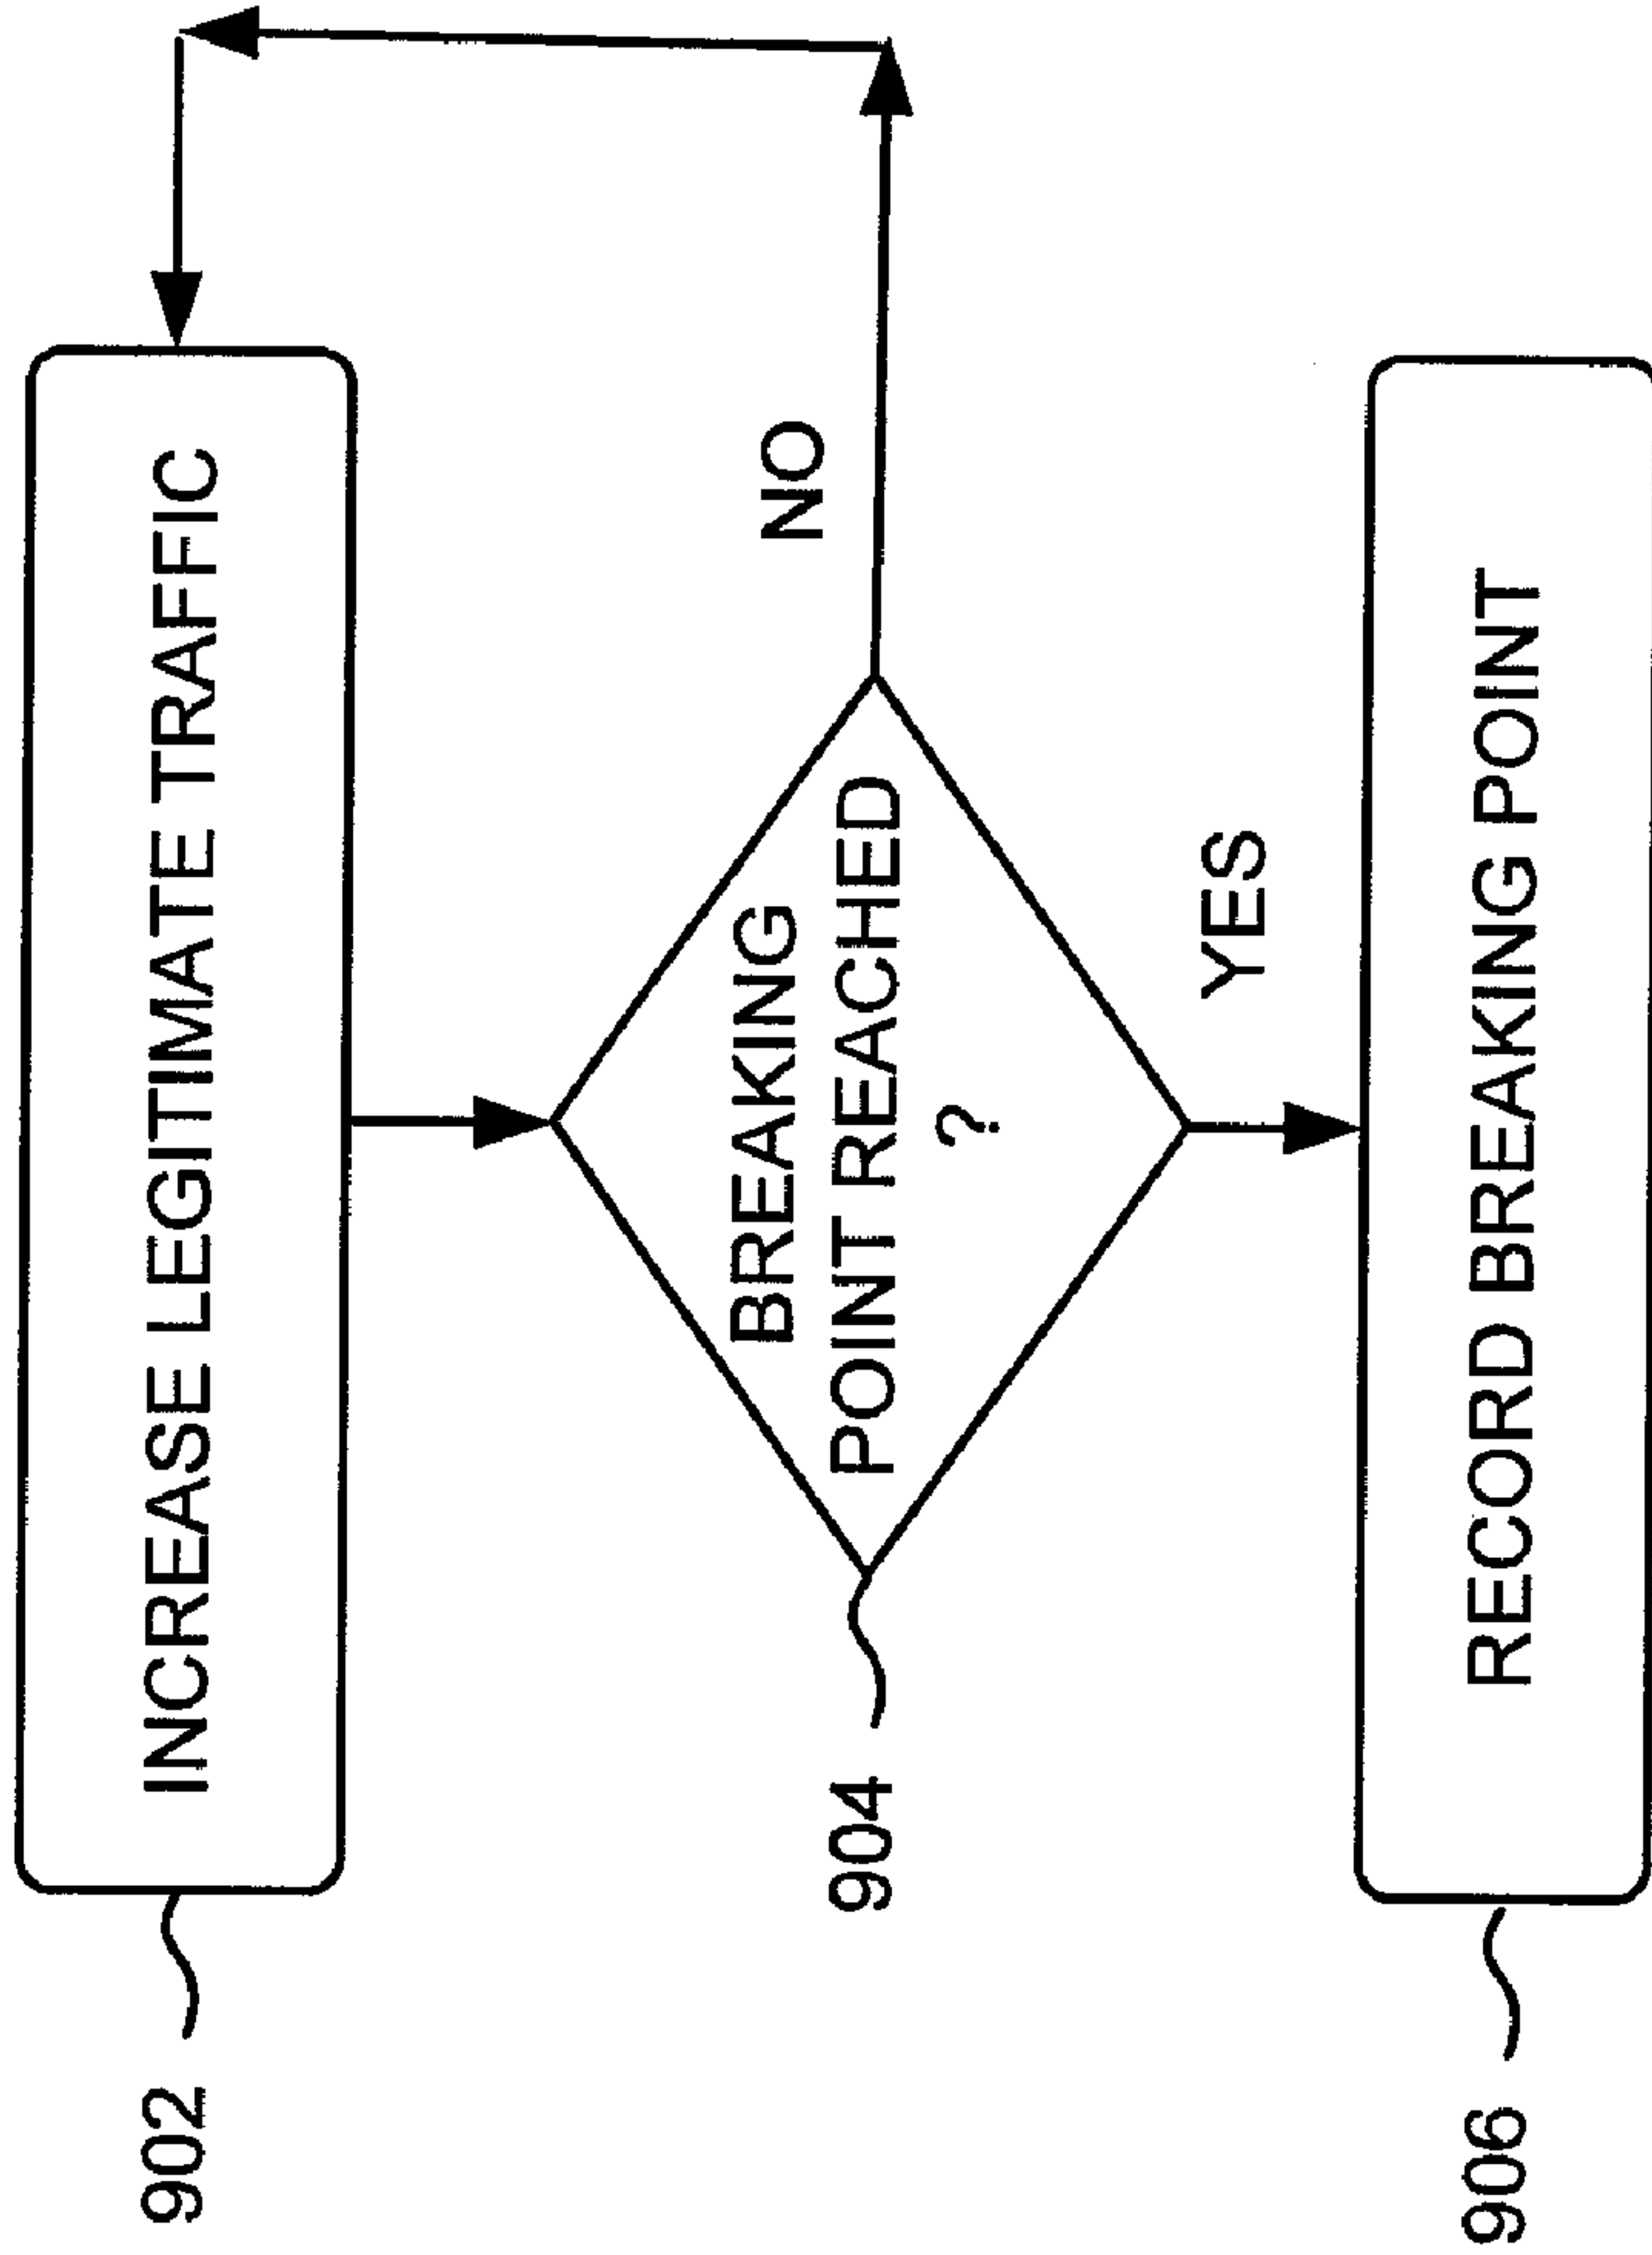 902
INCREASE LEGITIMATE TRAFFIC
904
BREAKING
POINT REACHED
?
NO
YES
906
RECORD BREAKING POINT